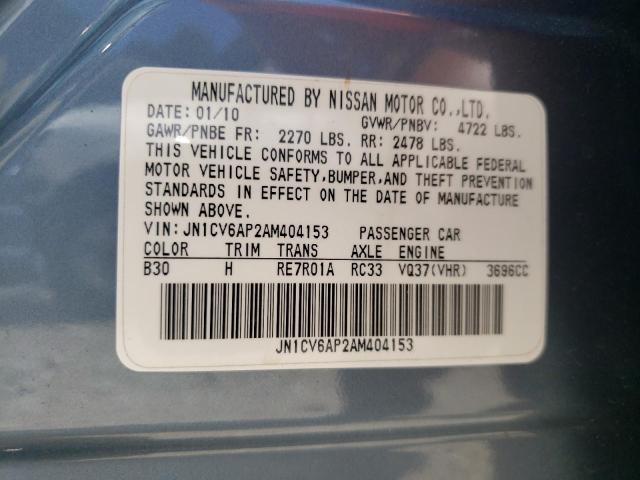 MANUFACTURED BY NISSAN MOTOR CO.,LTD.
DATE: 01/10 GVWR/PNBV: 4722 LBS.
GAWR/PNBE FR: 2270 LBS. RR: 2478 LBS.
THIS VEHICLE CONFORMS TO ALL APPLICABLE FEDERAL
MOTOR VEHICLE SAFETY,BUMPER,AND THEFT PREVENTION
STANDARDS IN EFFECT ON THE DATE OF MANUFACTURE
SHOWN ABOVE.
VIN:JN1CV6AP2AM404153 PASSENGER CAR
COLOR TRIM TRANS AXLE ENGINE
B30 H RE7R01A RC33 VQ37(VHR) 3696CC
JN1CV6AP2AM404153